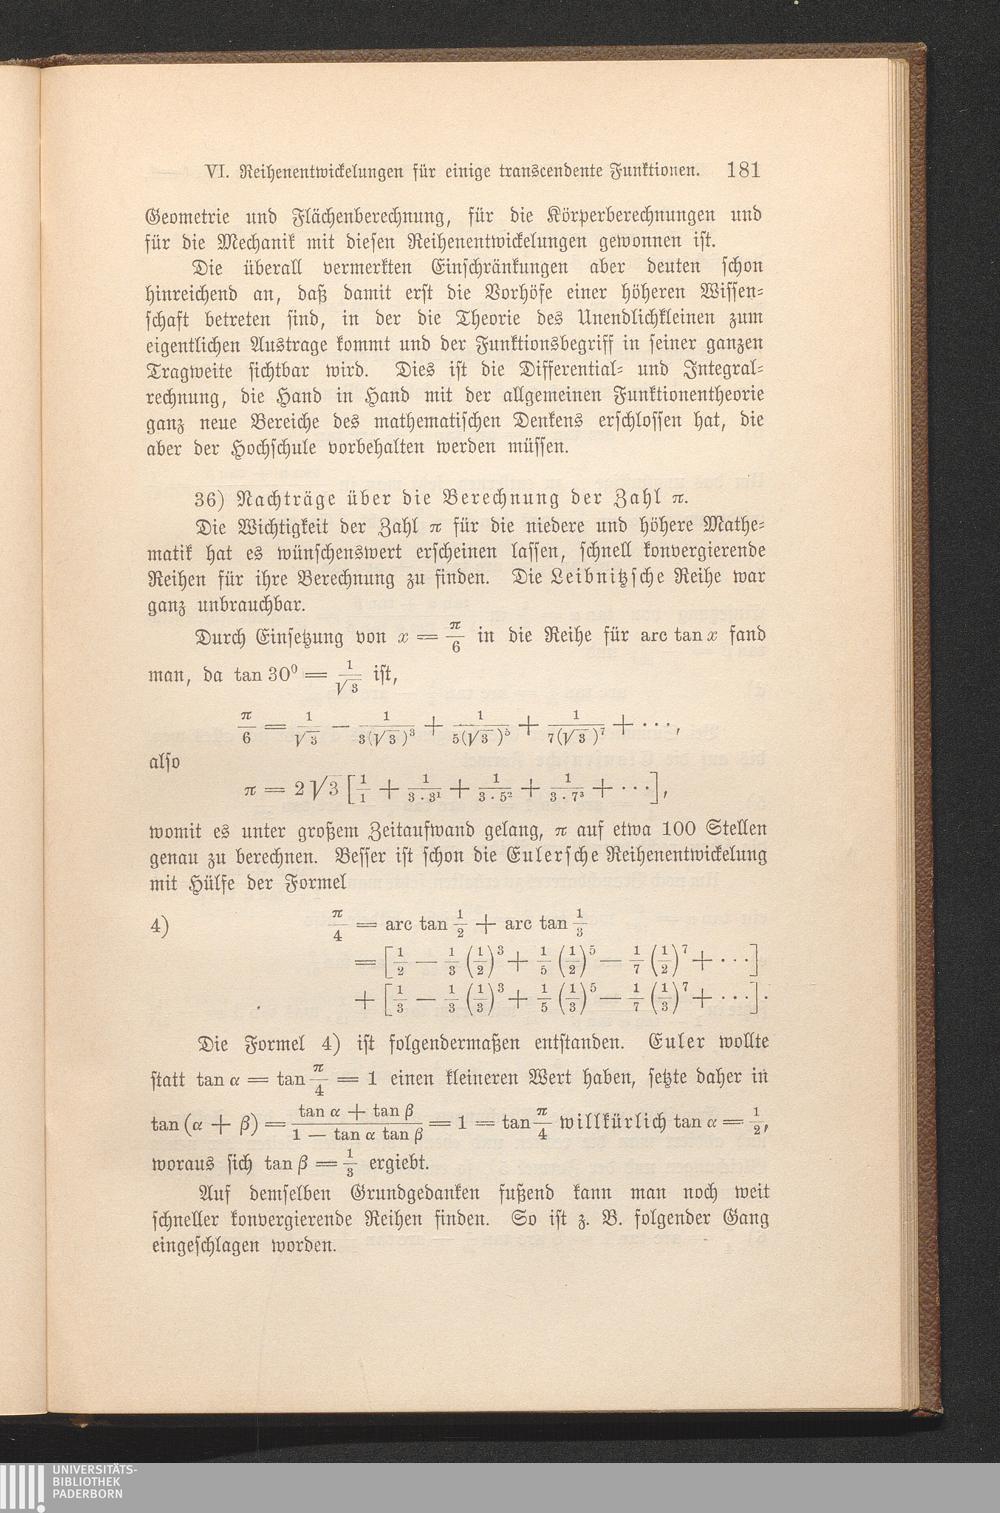 VI. Reihenentwickelungen für einige transcendente Funktionen. 181
Geometrie und Flächenberechnung, für die Körperberechnungen und
für die Mechanik mit diesen Reihenentwickelungen gewonnen ist.
Die überall vermerkten Einschränkungen aber deuten schon
hinreichend an, daß damit erst die Vorhöfe einer höheren Wissen-
schaft betreten sind, in der die Theorie des Unendlichkleinen zum
eigentlichen Austrage kommt und der Funktionsbegriff in seiner ganzen
Tragweite sichtbar wird. Dies ist die Differential- und Integral-
rechnung, die Hand in Hand mit der allgemeinen Funktionentheorie
ganz neue Bereiche des mathematischen Denkens erschlossen hat, die
aber der Hochschule vorbehalten werden müssen.
36) Nachträge über die Berechnung der Zahl π.
Die Wichtigkeit der Zahl π für die niedere und höhere Mathe-
matik hat es wünschenswert erscheinen lassen, schnell konvergierende
Reihen für ihre Berechnung zu finden. Die Leibnitzsche Reihe war
ganz unbrauchbar.
Durch Einsetzung von x = π/6 in die Reihe für arc tan x fand
man, da tan 30⁰ = 1/√3 ist,
π/6 = 1/√3 − 1/3(√3)³ + 1/5(√3)⁵ + 1/7(√3)⁷ + · · ·,
also
π = 2√3 [1/1 + 1/3·3¹ + 1/3·5² + 1/3·7³ + · · ·],
womit es unter großem Zeitaufwand gelang, π auf etwa 100 Stellen
genau zu berechnen. Besser ist schon die Eulersche Reihenentwickelung
mit Hülfe der Formel
4) π/4 = arc tan 1/2 + arc tan 1/3
= [1/2 − 1/3 (1/2)³ + 1/5 (1/2)⁵ − 1/7 (1/2)⁷ + · · ·]
+ [1/3 − 1/3 (1/3)³ + 1/5 (1/3)⁵ − 1/7 (1/3)⁷ + · · ·].
Die Formel 4) ist folgendermaßen entstanden. Euler wollte
statt tan α = tan π/4 = 1 einen kleineren Wert haben, setzte daher in
tan (α + β) = (tan α + tan β)/(1 − tan α tan β) = 1 = tan π/4 willkürlich tan α = 1/2,
woraus sich tan β = 1/3 ergiebt.
Auf demselben Grundgedanken fußend kann man noch weit
schneller konvergierende Reihen finden. So ist z. B. folgender Gang
eingeschlagen worden.
UNIVERSITÄTS-
BIBLIOTHEK
PADERBORN